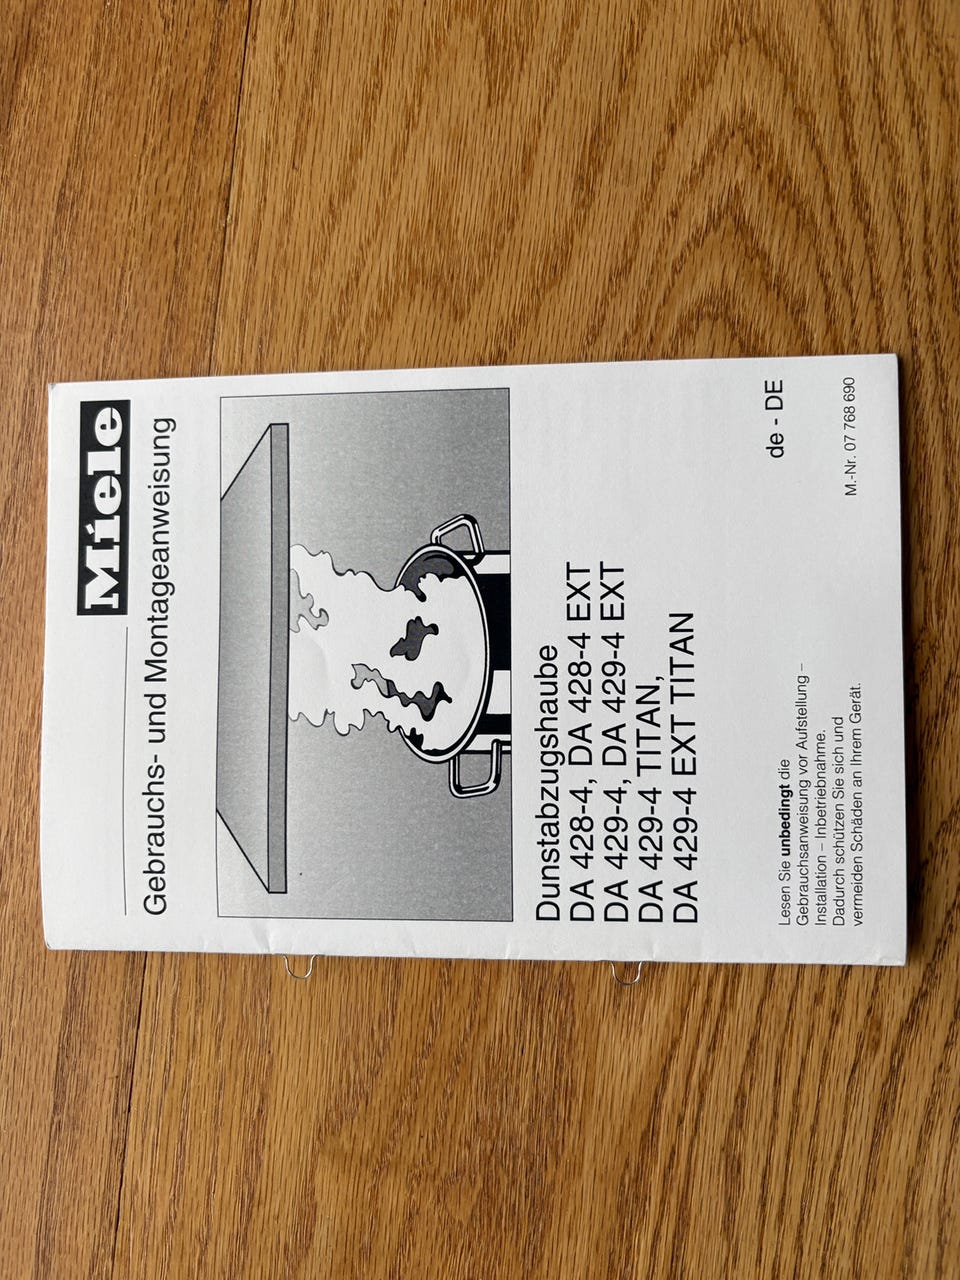 Miele
Gebrauchs- und Montageanweisung
Dunstabzugshaube
DA 428-4, DA 428-4 EXT
DA 429-4, DA 429-4 EXT
DA 429-4 TITAN,
DA 429-4 EXT TITAN
Lesen Sie unbedingt die
Gebrauchsanweisung vor Aufstellung –
Installation – Inbetriebnahme.
Dadurch schützen Sie sich und
vermeiden Schäden an Ihrem Gerät.
de - DE
M.-Nr. 07 768 690